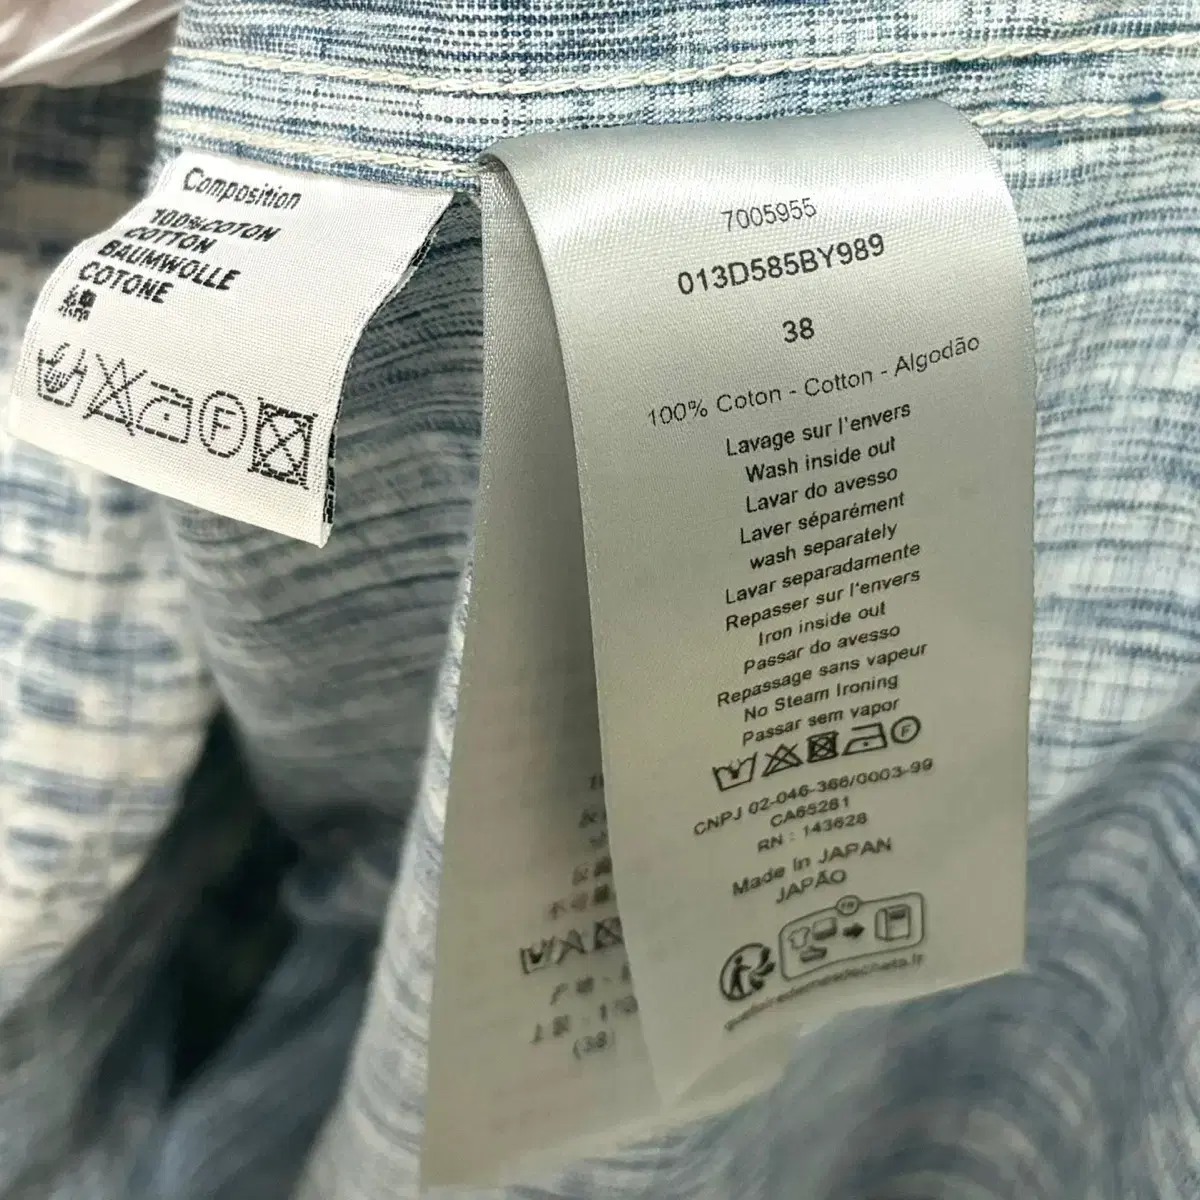 Composition
100%COTON
COTTON
BAUMWOLLE
COTONE
綿
F
7005955
013D585BY989
38
100% Coton - Cotton - Algodão
Lavage sur l'envers
Wash inside out
Lavar do avesso
Laver séparément
wash separately
Lavar separadamente
Repasser sur l'envers
Iron inside out
Passar do avesso
Repassage sans vapeur
No Steam Ironing
Passar sem vapor
F
CNPJ 02-046-366/0003-99
CA65261
RN : 143628
Made In JAPAN
JAPÃO
FR
quefairedemesdechets.fr
(38)